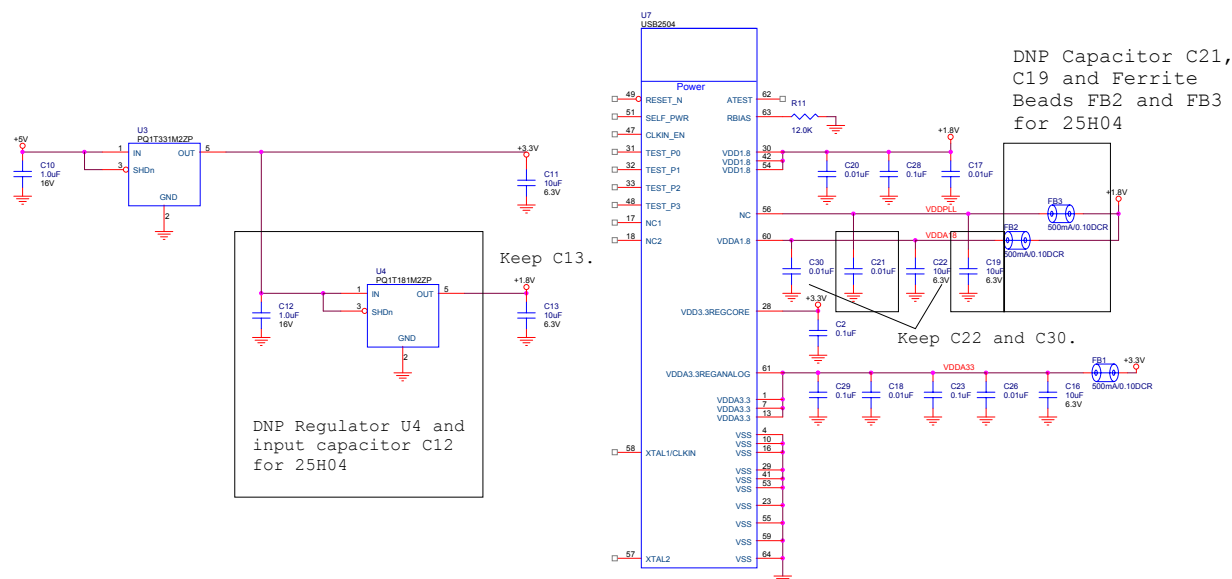 U7
USB2504
Power
49 RESET_N
51 SELF_PWR
47 CLKIN_EN
31 TEST_P0
32 TEST_P1
33 TEST_P2
48 TEST_P3
17 NC1
18 NC2
58 XTAL1/CLKIN
57 XTAL2
ATEST 62
RBIAS 63
VDD1.8 30
VDD1.8 42
VDD1.8 54
NC 56
VDDA1.8 60
VDD3.3REGCORE 28
VDDA3.3REGANALOG 61
VDDA3.3 1
VDDA3.3 7
VDDA3.3 13
VSS 4
VSS 10
VSS 16
VSS 29
VSS 41
VSS 53
VSS 23
VSS 55
VSS 59
VSS 64
R11
12.0K
+1.8V
C20
0.01uF
C28
0.1uF
C17
0.01uF
DNP Capacitor C21,
C19 and Ferrite
Beads FB2 and FB3
for 25H04
VDDPLL
FB3
500mA/0.10DCR
+1.8V
VDDA18
FB2
500mA/0.10DCR
C30
0.01uF
C21
0.01uF
C22
10uF
6.3V
C19
10uF
6.3V
+3.3V
C2
0.1uF
Keep C22 and C30.
VDDA33
FB1
500mA/0.10DCR
+3.3V
C29
0.1uF
C18
0.01uF
C23
0.1uF
C26
0.01uF
C16
10uF
6.3V
+5V
C10
1.0uF
16V
U3
PQ1T331M2ZP
1 IN OUT 5
3 SHDn
GND
2
+3.3V
C11
10uF
6.3V
Keep C13.
U4
PQ1T181M2ZP
1 IN OUT 5
3 SHDn
GND
2
C12
1.0uF
16V
+1.8V
C13
10uF
6.3V
DNP Regulator U4 and
input capacitor C12
for 25H04